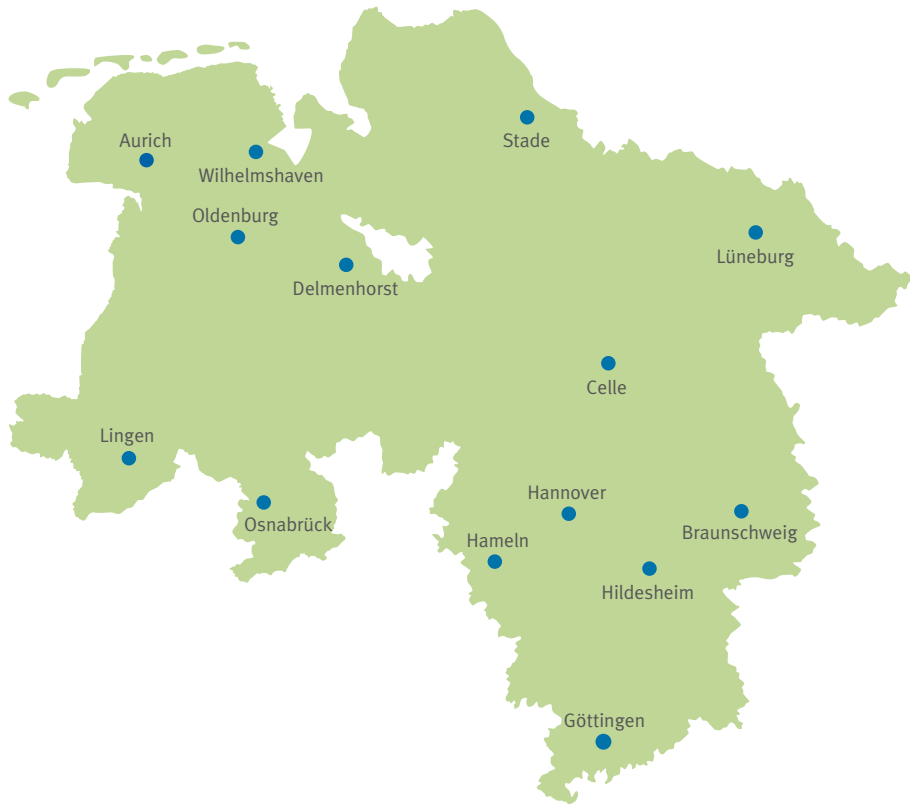 Aurich
Stade
Wilhelmshaven
Oldenburg
Lüneburg
Delmenhorst
Celle
Lingen
Hannover
Osnabrück
Braunschweig
Hameln
Hildesheim
Göttingen